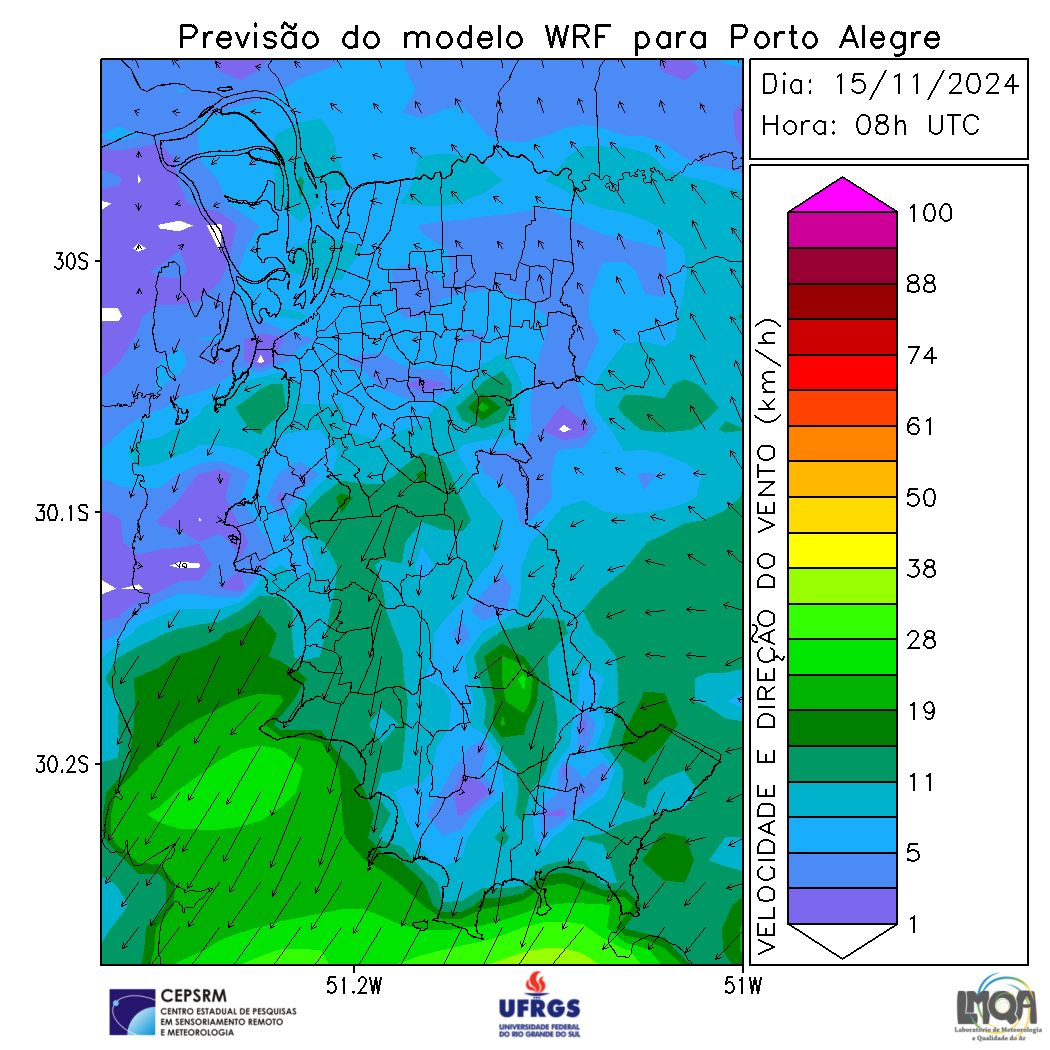 Previsão do modelo WRF para Porto Alegre
Dia: 15/11/2024
Hora: 08h UTC
30S
30.1S
30.2S
51.2W
51W
VELOCIDADE E DIREÇÃO DO VENTO (km/h)
100
88
74
61
50
38
28
19
11
5
1
CEPSRM
CENTRO ESTADUAL DE PESQUISAS
EM SENSORIAMENTO REMOTO
E METEOROLOGIA
UFRGS
UNIVERSIDADE FEDERAL
DO RIO GRANDE DO SUL
LMQA
Laboratório de Meteorologia
e Qualidade do Ar